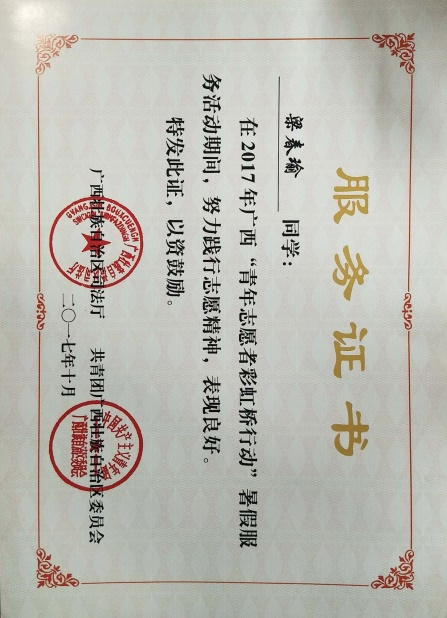 服务证书
梁春瑜 同学：
在2017年广西“青年志愿者彩虹桥行动”暑假服
务活动期间，努力践行志愿精神，表现良好。
特发此证，以资鼓励。
广西壮族自治区司法厅 共青团广西壮族自治区委员会
二〇一七年十月